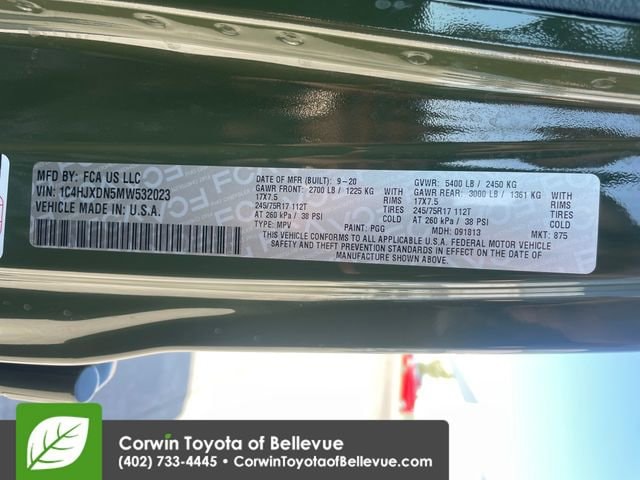 MFD BY: FCA US LLC
VIN: 1C4HJXDN5MW532023
VEHICLE MADE IN: U.S.A.
DATE OF MFR (BUILT): 9-20
GAWR FRONT: 2700 LB / 1225 KG
17X7.5 RIMS
245/75R17 112T TIRES
AT 260 kPa / 38 PSI COLD
TYPE: MPV PAINT: PGG
GVWR: 5400 LB / 2450 KG
GAWR REAR: 3000 LB / 1361 KG
17X7.5 RIMS
245/75R17 112T TIRES
AT 260 kPa / 38 PSI COLD
MDH: 091813 MKT: 875
THIS VEHICLE CONFORMS TO ALL APPLICABLE U.S.A. FEDERAL MOTOR VEHICLE
SAFETY AND THEFT PREVENTION STANDARDS IN EFFECT ON THE DATE OF
MANUFACTURE SHOWN ABOVE.
Corwin Toyota of Bellevue
(402) 733-4445 • CorwinToyotaofBellevue.com